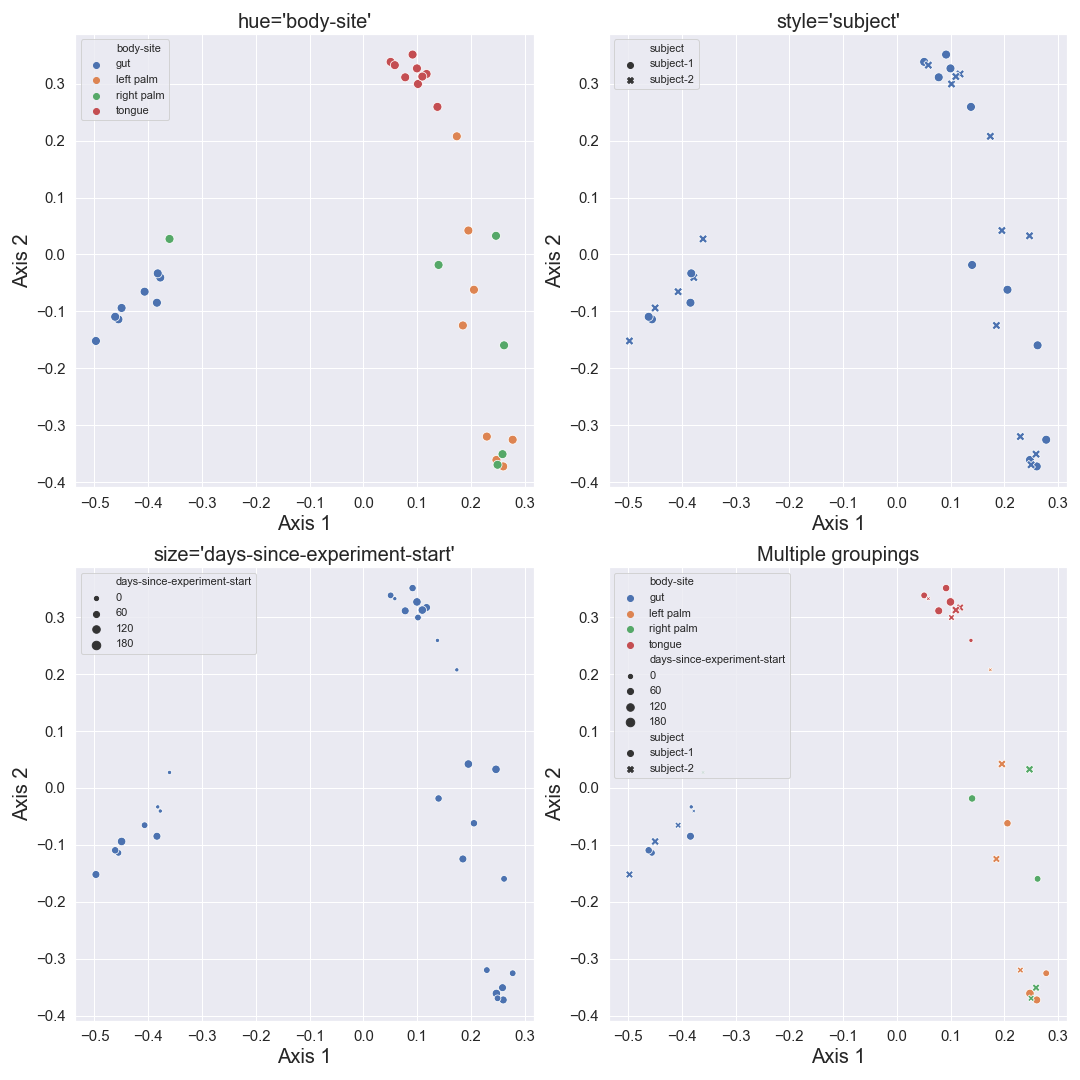 hue='body-site'
body-site
gut
left palm
right palm
tongue
0.3
0.2
0.1
0.0
−0.1
−0.2
−0.3
−0.4
Axis 2
−0.5 −0.4 −0.3 −0.2 −0.1 0.0 0.1 0.2 0.3
Axis 1
style='subject'
subject
subject-1
subject-2
0.3
0.2
0.1
0.0
−0.1
−0.2
−0.3
−0.4
Axis 2
−0.5 −0.4 −0.3 −0.2 −0.1 0.0 0.1 0.2 0.3
Axis 1
size='days-since-experiment-start'
days-since-experiment-start
0
60
120
180
0.3
0.2
0.1
0.0
−0.1
−0.2
−0.3
−0.4
Axis 2
−0.5 −0.4 −0.3 −0.2 −0.1 0.0 0.1 0.2 0.3
Axis 1
Multiple groupings
body-site
gut
left palm
right palm
tongue
days-since-experiment-start
0
60
120
180
subject
subject-1
subject-2
0.3
0.2
0.1
0.0
−0.1
−0.2
−0.3
−0.4
Axis 2
−0.5 −0.4 −0.3 −0.2 −0.1 0.0 0.1 0.2 0.3
Axis 1